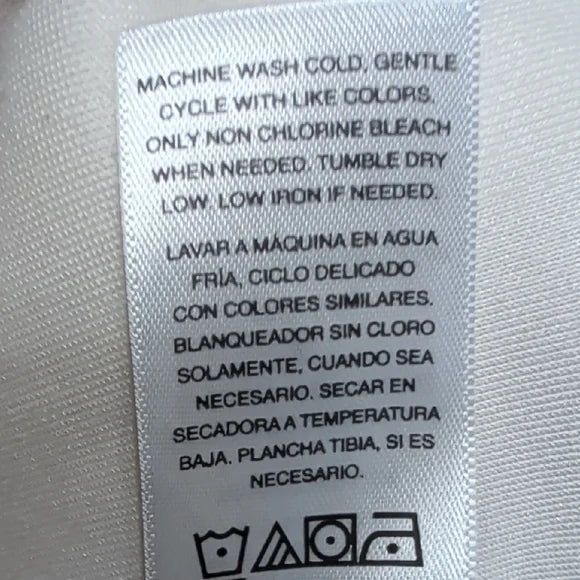 MACHINE WASH COLD, GENTLE
CYCLE WITH LIKE COLORS.
ONLY NON CHLORINE BLEACH
WHEN NEEDED. TUMBLE DRY
LOW. LOW IRON IF NEEDED.
LAVAR A MÁQUINA EN AGUA
FRÍA, CICLO DELICADO
CON COLORES SIMILARES.
BLANQUEADOR SIN CLORO
SOLAMENTE, CUANDO SEA
NECESARIO. SECAR EN
SECADORA A TEMPERATURA
BAJA. PLANCHA TIBIA, SI ES
NECESARIO.